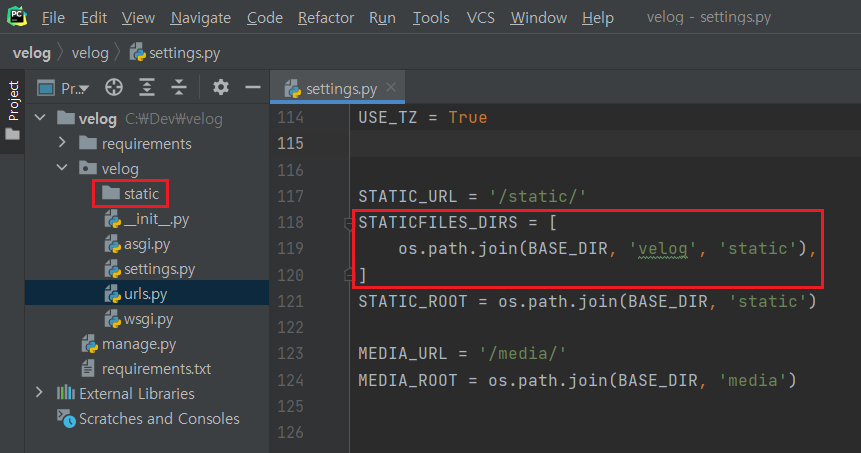 PC File Edit View Navigate Code Refactor Run Tools VCS Window Help velog - settings.py
velog velog settings.py
Project
Pr...
settings.py
velog C:₩Dev₩velog
requirements
velog
static
__init__.py
asgi.py
settings.py
urls.py
wsgi.py
manage.py
requirements.txt
External Libraries
Scratches and Consoles
114 USE_TZ = True
115
116
117 STATIC_URL = '/static/'
118 STATICFILES_DIRS = [
119 os.path.join(BASE_DIR, 'velog', 'static'),
120 ]
121 STATIC_ROOT = os.path.join(BASE_DIR, 'static')
122
123 MEDIA_URL = '/media/'
124 MEDIA_ROOT = os.path.join(BASE_DIR, 'media')
125
126